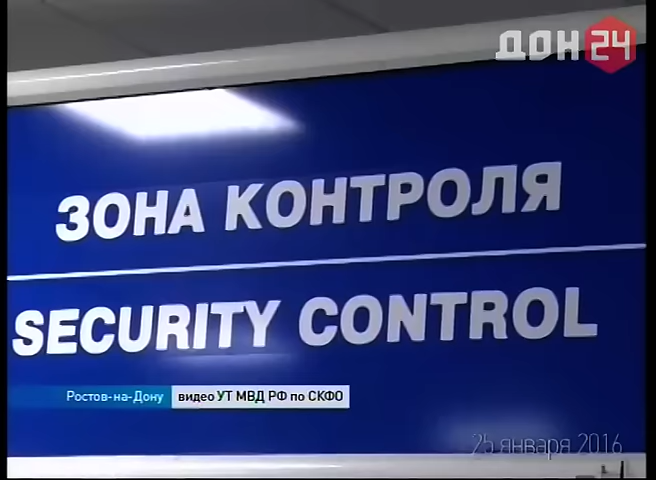 ДОН 24
ЗОНА КОНТРОЛЯ
SECURITY CONTROL
Ростов-на-Дону видео УТ МВД РФ по СКФО
25 января 2016